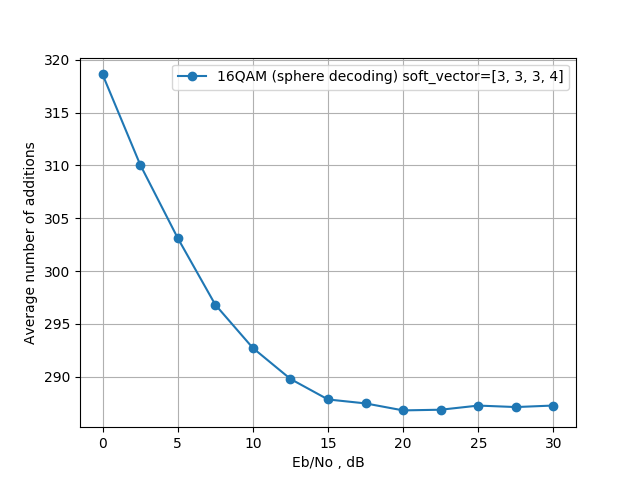 16QAM (sphere decoding) soft_vector=[3, 3, 3, 4]
Average number of additions
320
315
310
305
300
295
290
0 5 10 15 20 25 30
Eb/No , dB